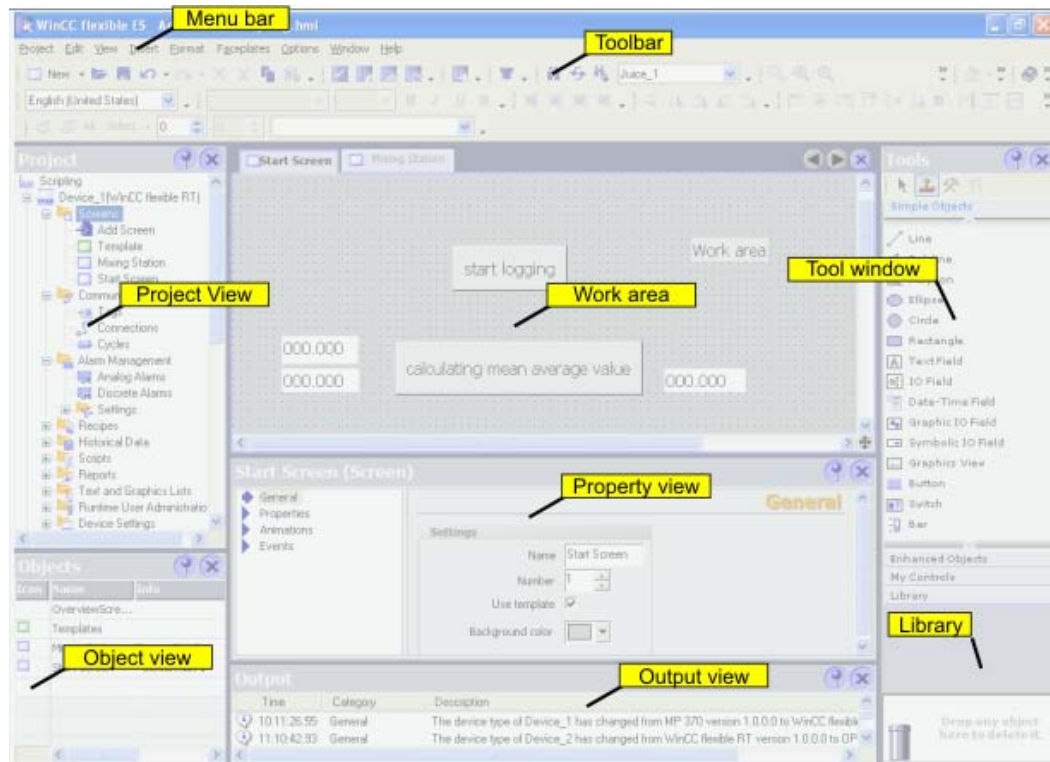 WinCC flexible ES
hmi
Menu bar
Project Edit View Insert Format Faceplates Options Window Help
Toolbar
New
Juice_1
English (United States)
0
Project
Start Screen
Mixing Station
Tools
Scripting
Device_1(WinCC flexible RT)
Screens
Add Screen
Template
Mixing Station
Start Screen
Project View
Tags
Connections
Cycles
Alarm Management
Analog Alarms
Discrete Alarms
Settings
Recipes
Historical Data
Scripts
Reports
Text and Graphics Lists
Runtime User Administratio
Device Settings
start logging
Work area
Work area
000.000
000.000
calculating mean average value
000.000
Simple Objects
Line
Tool window
Ellipse
Circle
Rectangle
TextField
IO Field
Date-Time Field
Graphic IO Field
Symbolic IO Field
Graphics View
Button
Switch
Bar
Enhanced Objects
My Controls
Library
Library
Drop any object
here to delete it.
Start Screen (Screen)
Property view
General
Properties
Animations
Events
General
Settings
Name Start Screen
Number 1
Use template
Background color
Objects
Icon Name Info
OverviewScre...
Templates
Object view
Output
Output view
Time Category Description
10:11:26.55 General The device type of Device_1 has changed from MP 370 version 1.0.0.0 to WinCC flexible
11:10:42.93 General The device type of Device_2 has changed from WinCC flexible RT version 1.0.0.0 to OP